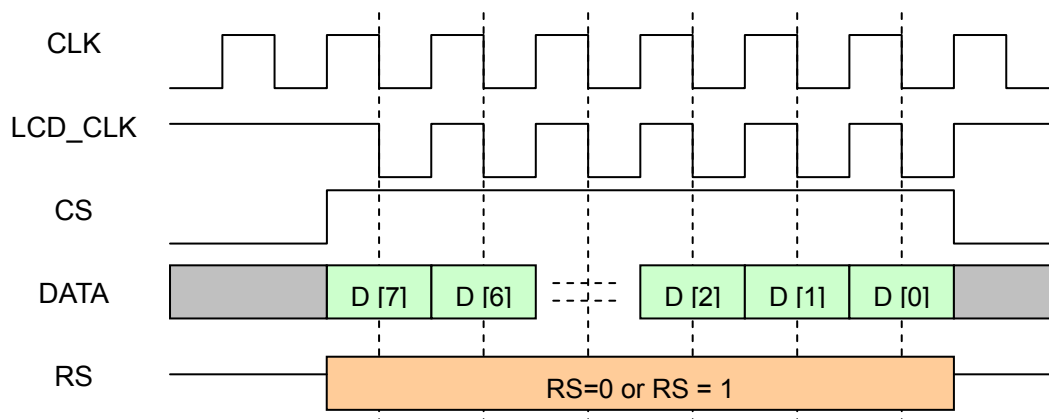 CLK
LCD_CLK
CS
DATA
D [7] D [6] D [2] D [1] D [0]
RS
RS=0 or RS = 1